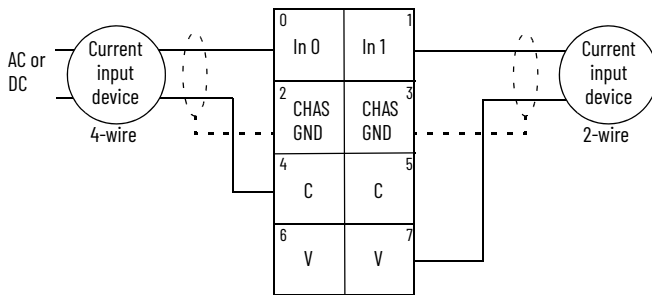 0
1
AC or
DC
Current
input
device
4-wire
In 0
In 1
Current
input
device
2-wire
2
CHAS
GND
3
CHAS
GND
4
C
5
C
6
V
7
V